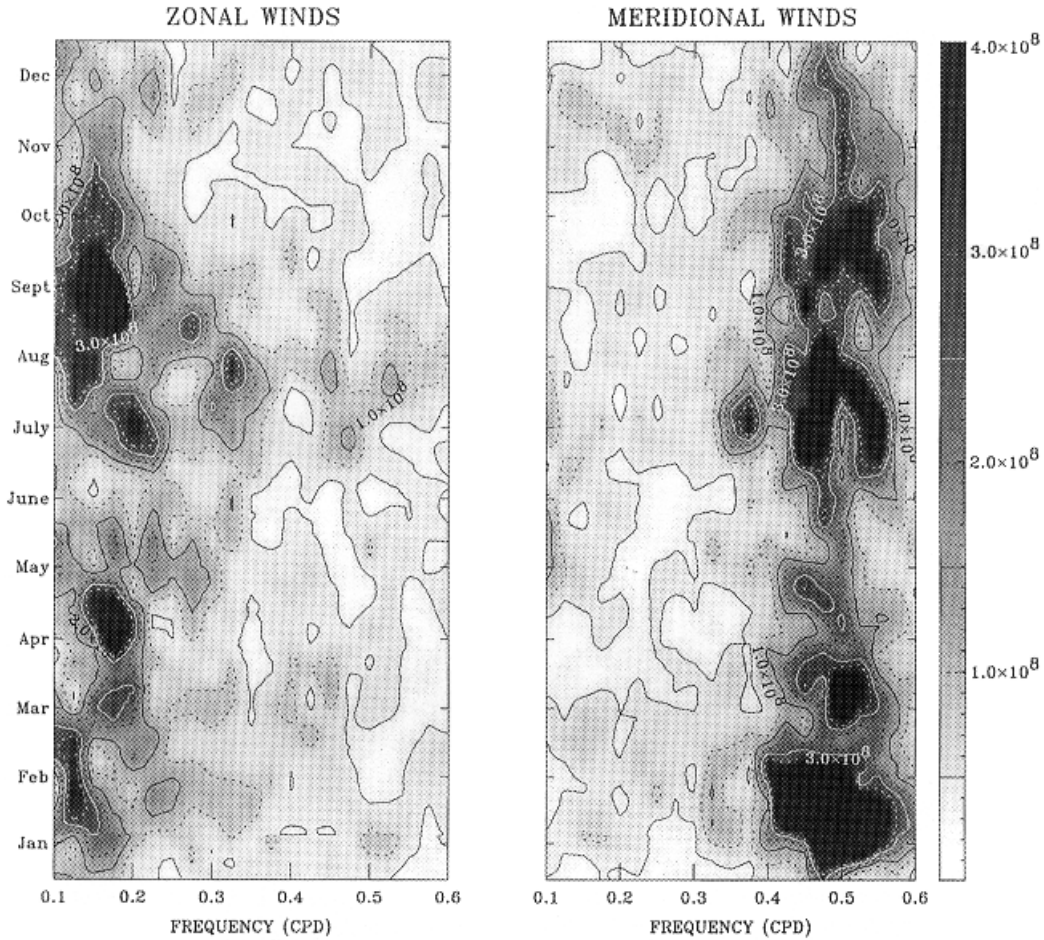 ZONAL WINDS
MERIDIONAL WINDS
Dec
Nov
Oct
Sept
Aug
July
June
May
Apr
Mar
Feb
Jan
3.0×10⁸
1.0×10⁸
3.0×10⁸
3.0×10⁸
1.0×10⁸
3.0×10⁸
1.0×10⁸
1.0×10⁸
3.0×10⁸
4.0×10⁸
3.0×10⁸
2.0×10⁸
1.0×10⁸
0.1 0.2 0.3 0.4 0.5 0.6
0.1 0.2 0.3 0.4 0.5 0.6
FREQUENCY (CPD)
FREQUENCY (CPD)